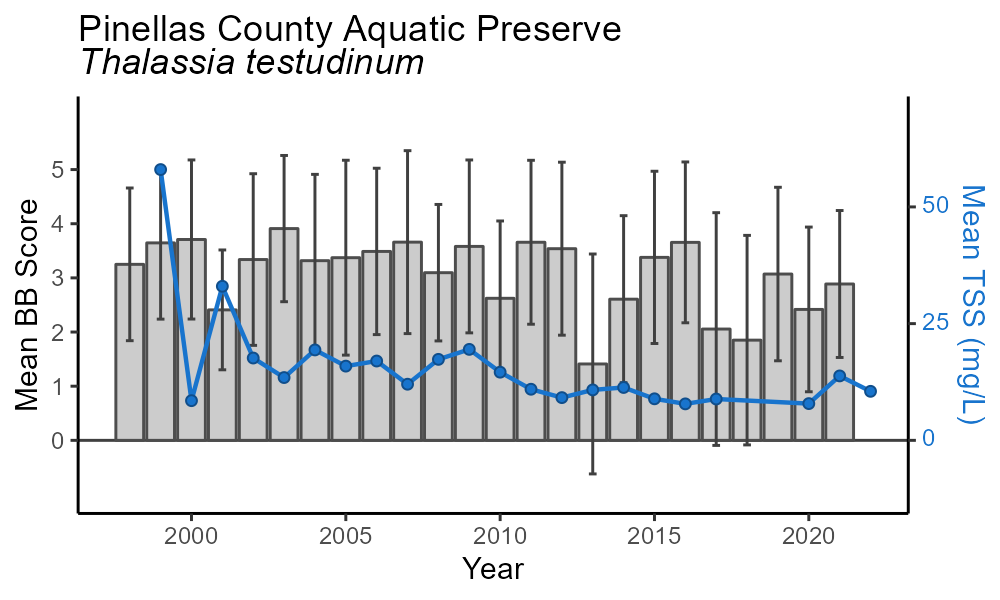 Pinellas County Aquatic Preserve
Thalassia testudinum
Mean BB Score
5
4
3
2
1
0
50
25
0
Mean TSS (mg/L)
2000
2005
2010
2015
2020
Year